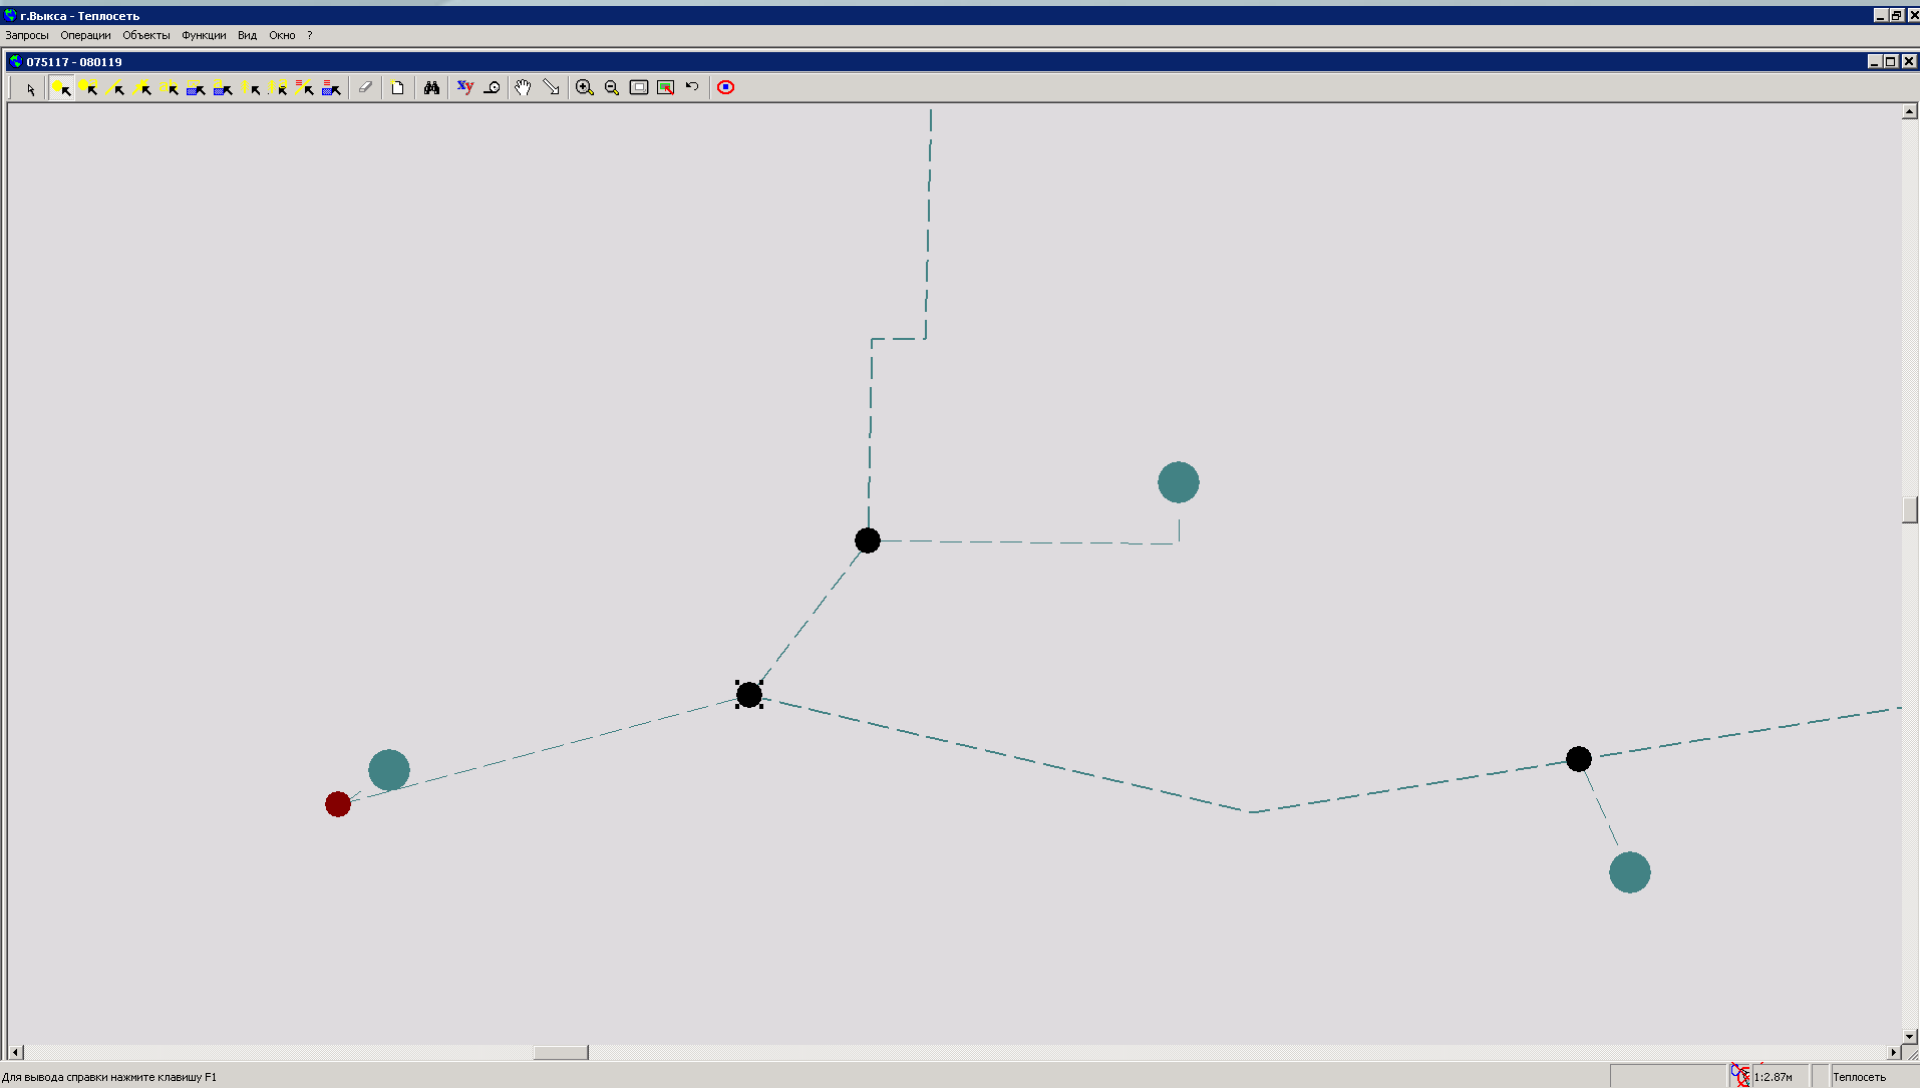 г.Выкса - Теплосеть
Запросы Операции Объекты Функции Вид Окно ?
075117 - 080119
xy
Для вывода справки нажмите клавишу F1
1:2.87м
Теплосеть